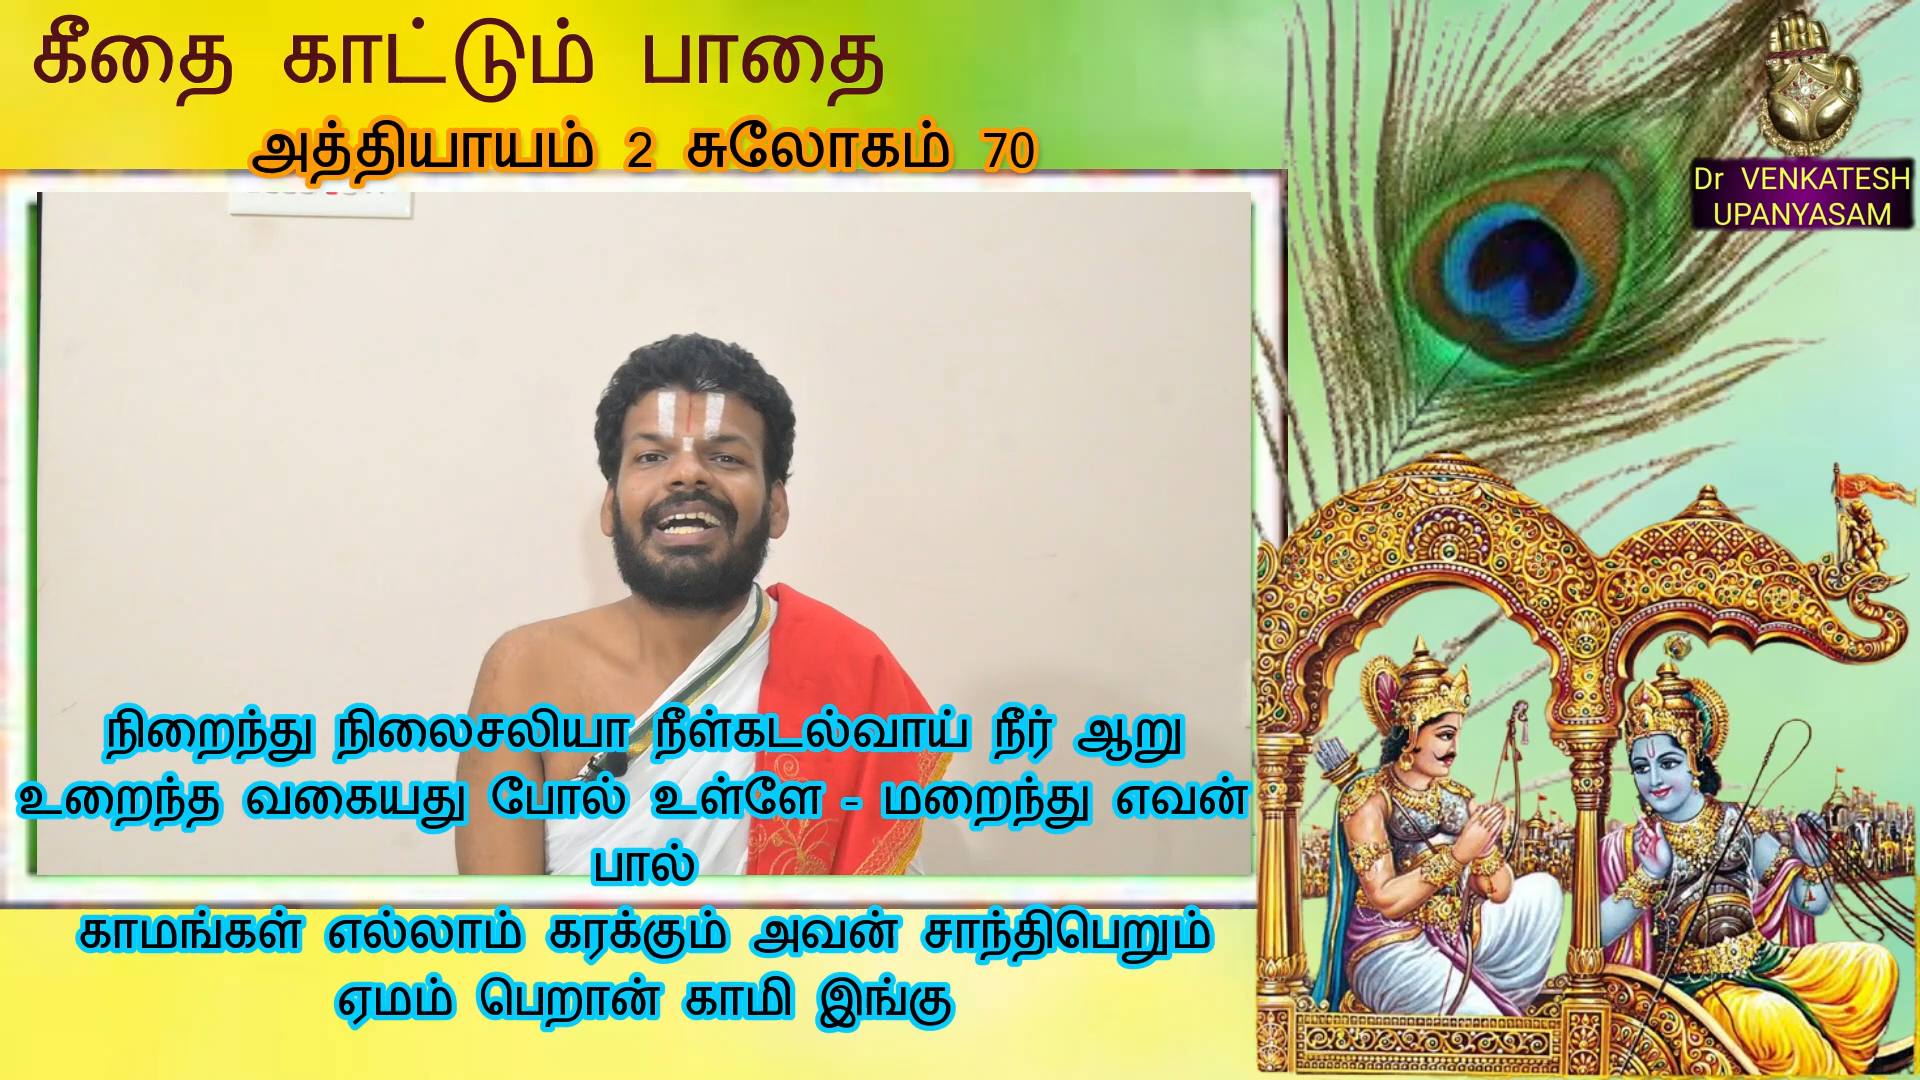 கீதை காட்டும் பாதை
அத்தியாயம் 2 சுலோகம் 70
Dr VENKATESH
UPANYASAM
நிறைந்து நிலைசலியா நீள்கடல்வாய் நீர் ஆறு
உறைந்த வகையது போல் உள்ளே - மறைந்து எவன்
பால்
காமங்கள் எல்லாம் கரக்கும் அவன் சாந்திபெறும்
ஏமம் பெறான் காமி இங்கு